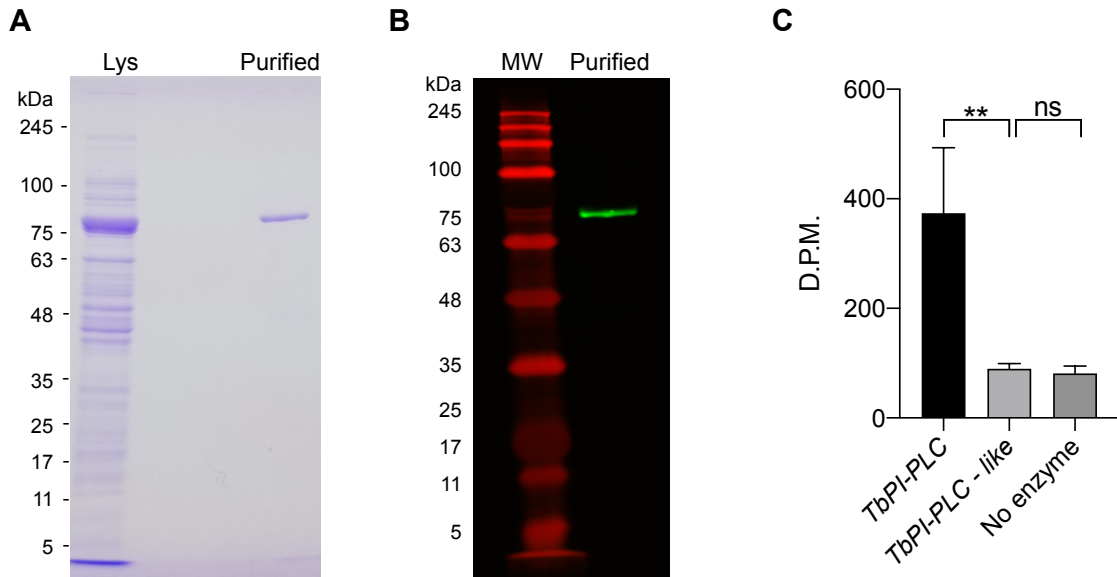 A
Lys Purified
kDa
245 -
100 -
75 -
63 -
48 -
35 -
25 -
17 -
11 -
5 -
B
MW Purified
kDa
245
100
75
63
48
35
25
17
11
5
C
600
400
200
0
D.P.M.
** ns
TbPI-PLC
TbPI-PLC - like
No enzyme